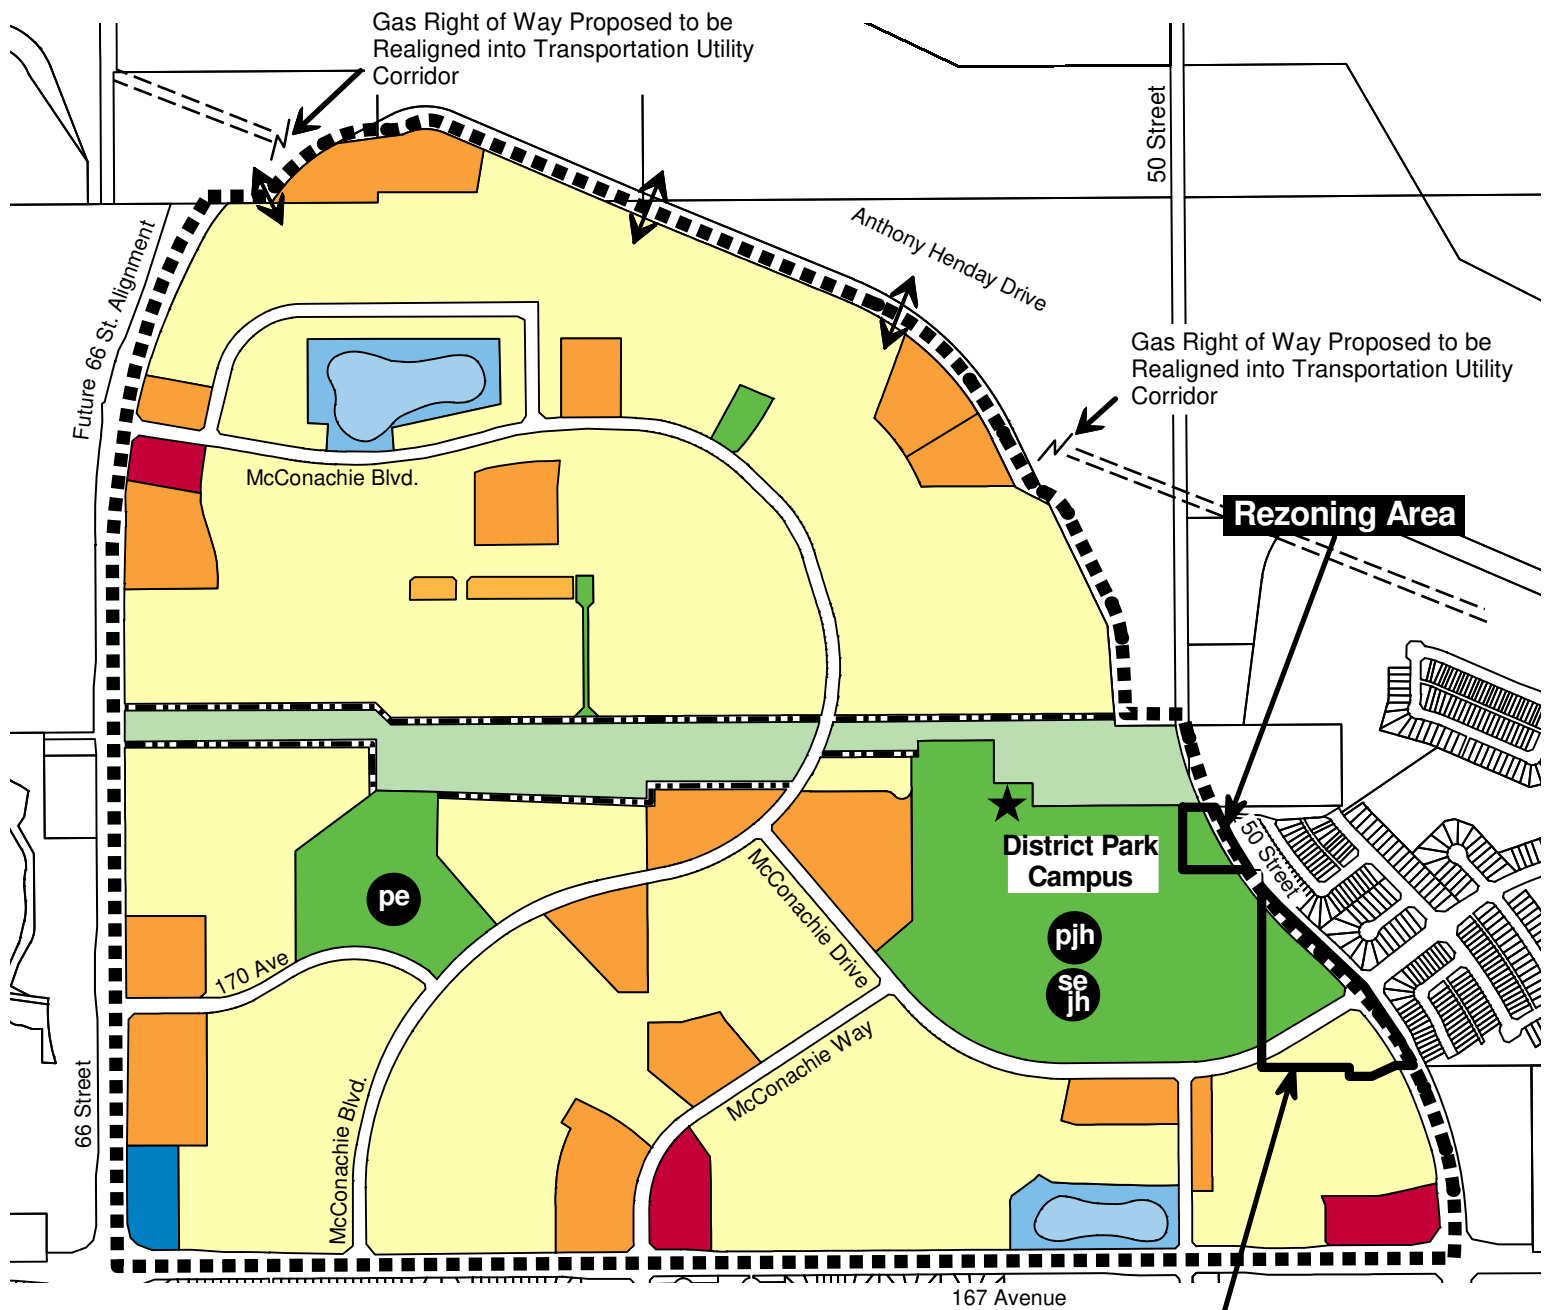 Gas Right of Way Proposed to be
Realigned into Transportation Utility
Corridor
50 Street
Anthony Henday Drive
Future 66 St. Alignment
Gas Right of Way Proposed to be
Realigned into Transportation Utility
Corridor
McConachie Blvd.
Rezoning Area
50 Street
District Park
Campus
McConachie Drive
pe
pjh
se
jh
170 Ave
McConachie Way
66 Street
McConachie Blvd.
167 Avenue